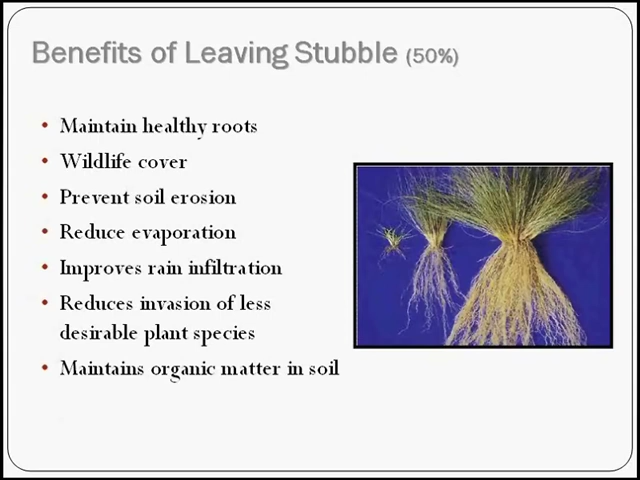 Benefits of Leaving Stubble (50%)
• Maintain healthy roots
• Wildlife cover
• Prevent soil erosion
• Reduce evaporation
• Improves rain infiltration
• Reduces invasion of less
desirable plant species
• Maintains organic matter in soil